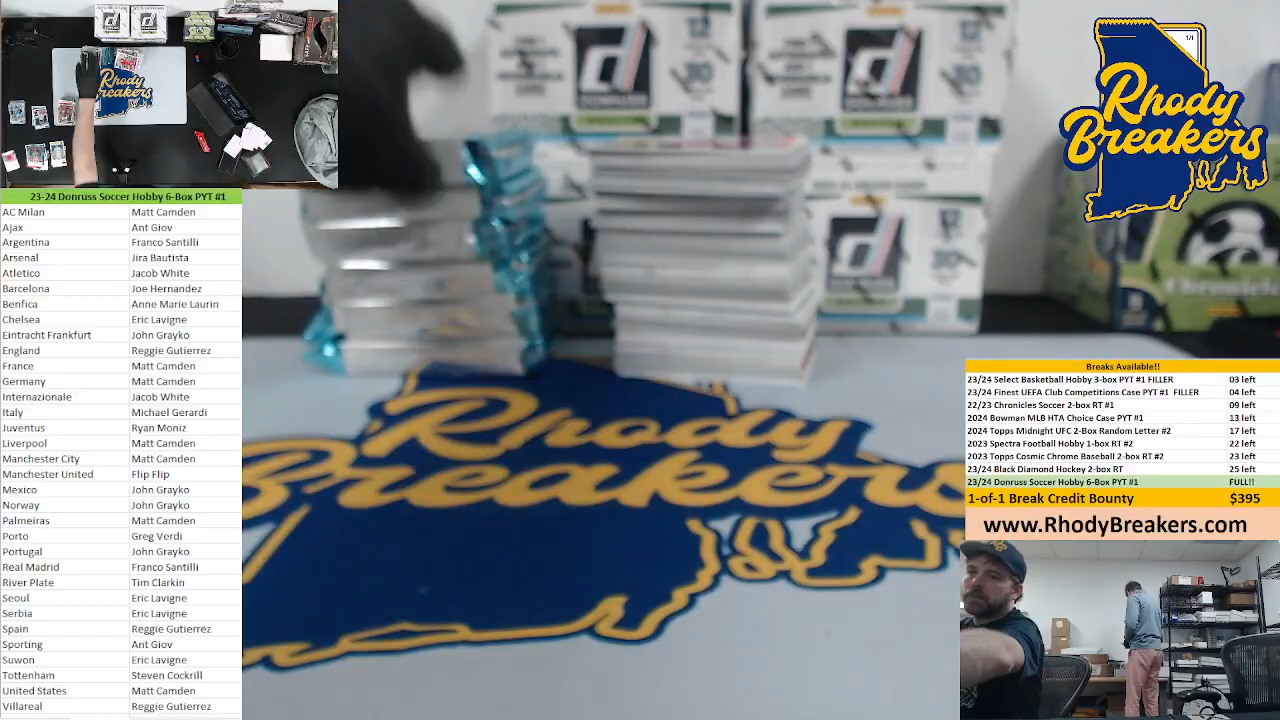 23-24 Donruss Soccer Hobby 6-Box PYT #1
AC Milan Matt Camden
Ajax Ant Giov
Argentina Franco Santilli
Arsenal Jira Bautista
Atletico Jacob White
Barcelona Joe Hernandez
Benfica Anne Marie Laurin
Chelsea Eric Lavigne
Eintracht Frankfurt John Grayko
England Reggie Gutierrez
France Matt Camden
Germany Matt Camden
Internazionale Jacob White
Italy Michael Gerardi
Juventus Ryan Moniz
Liverpool Matt Camden
Manchester City Matt Camden
Manchester United Flip Flip
Mexico John Grayko
Norway John Grayko
Palmeiras Matt Camden
Porto Greg Verdi
Portugal John Grayko
Real Madrid Franco Santilli
River Plate Tim Clarkin
Seoul Eric Lavigne
Serbia Eric Lavigne
Spain Reggie Gutierrez
Sporting Ant Giov
Suwon Eric Lavigne
Tottenham Steven Cockrill
United States Matt Camden
Villareal Reggie Gutierrez
Rhody
Breakers
Rhody
Breakers
1/1
Rhody
Breakers
Breaks Available!!
23/24 Select Basketball Hobby 3-box PYT #1 FILLER 03 left
23/24 Finest UEFA Club Competitions Case PYT #1 FILLER 04 left
22/23 Chronicles Soccer 2-box RT #1 09 left
2024 Bowman MLB HTA Choice Case PYT #1 13 left
2024 Topps Midnight UFC 2-Box Random Letter #2 17 left
2023 Spectra Football Hobby 1-box RT #2 22 left
2023 Topps Cosmic Chrome Baseball 2-box RT #2 23 left
23/24 Black Diamond Hockey 2-box RT 25 left
23/24 Donruss Soccer Hobby 6-Box PYT #1 FULL!!
1-of-1 Break Credit Bounty $395
www.RhodyBreakers.com